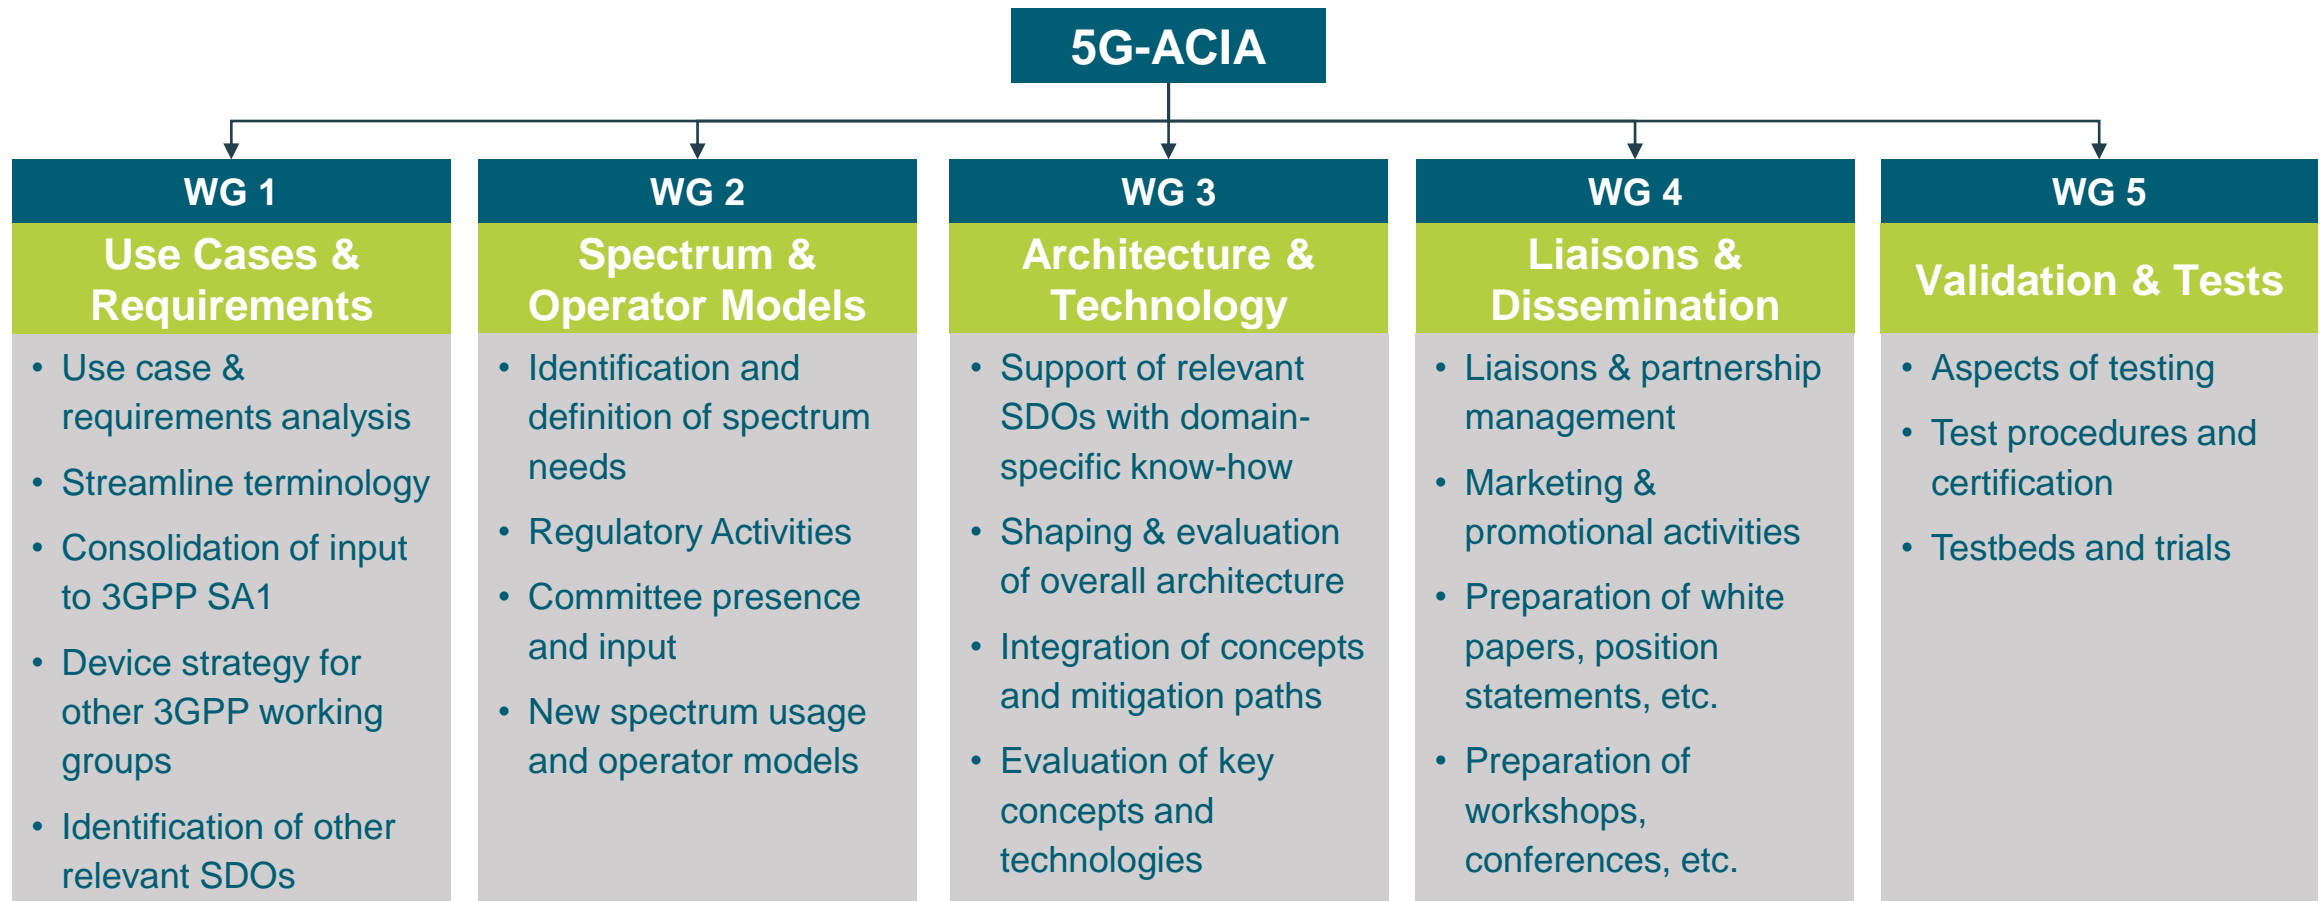 5G-ACIA
WG 1
Use Cases &
Requirements
• Use case &
requirements analysis
• Streamline terminology
• Consolidation of input
to 3GPP SA1
• Device strategy for
other 3GPP working
groups
• Identification of other
relevant SDOs
WG 2
Spectrum &
Operator Models
• Identification and
definition of spectrum
needs
• Regulatory Activities
• Committee presence
and input
• New spectrum usage
and operator models
WG 3
Architecture &
Technology
• Support of relevant
SDOs with domain-
specific know-how
• Shaping & evaluation
of overall architecture
• Integration of concepts
and mitigation paths
• Evaluation of key
concepts and
technologies
WG 4
Liaisons &
Dissemination
• Liaisons & partnership
management
• Marketing &
promotional activities
• Preparation of white
papers, position
statements, etc.
• Preparation of
workshops,
conferences, etc.
WG 5
Validation & Tests
• Aspects of testing
• Test procedures and
certification
• Testbeds and trials